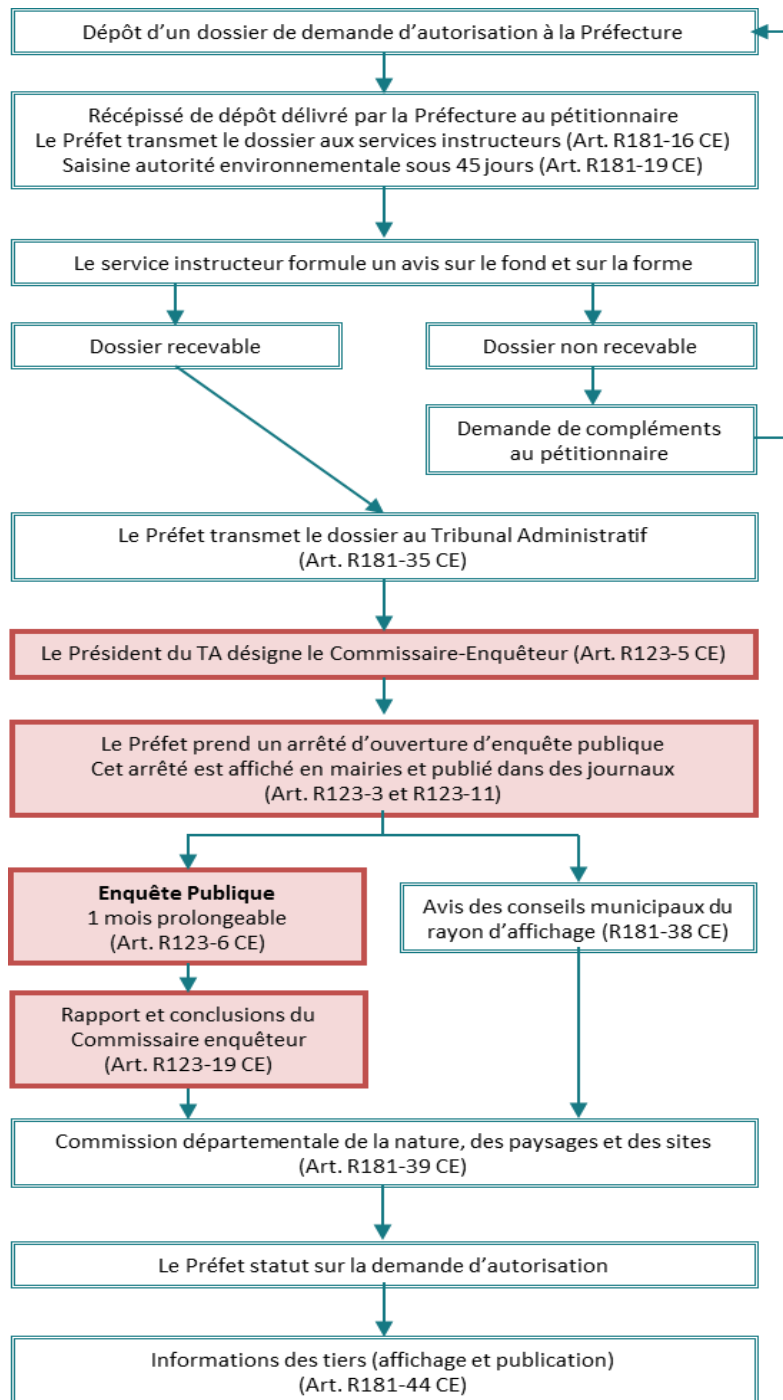 Dépôt d'un dossier de demande d'autorisation à la Préfecture
Récépissé de dépôt délivré par la Préfecture au pétitionnaire
Le Préfet transmet le dossier aux services instructeurs (Art. R181-16 CE)
Saisine autorité environnementale sous 45 jours (Art. R181-19 CE)
Le service instructeur formule un avis sur le fond et sur la forme
Dossier recevable
Dossier non recevable
Demande de compléments
au pétitionnaire
Le Préfet transmet le dossier au Tribunal Administratif
(Art. R181-35 CE)
Le Président du TA désigne le Commissaire-Enquêteur (Art. R123-5 CE)
Le Préfet prend un arrêté d'ouverture d'enquête publique
Cet arrêté est affiché en mairies et publié dans des journaux
(Art. R123-3 et R123-11)
Enquête Publique
1 mois prolongeable
(Art. R123-6 CE)
Avis des conseils municipaux du
rayon d'affichage (R181-38 CE)
Rapport et conclusions du
Commissaire enquêteur
(Art. R123-19 CE)
Commission départementale de la nature, des paysages et des sites
(Art. R181-39 CE)
Le Préfet statut sur la demande d'autorisation
Informations des tiers (affichage et publication)
(Art. R181-44 CE)